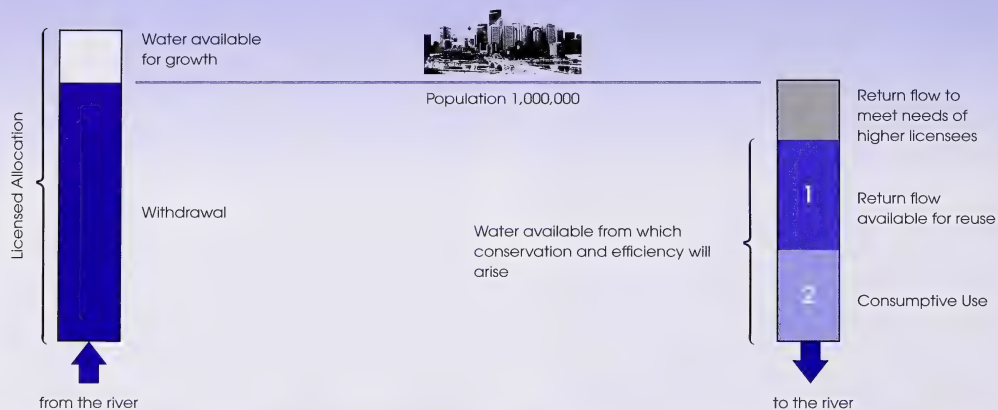 Water available
for growth
Population 1,000,000
Licensed Allocation
Withdrawal
from the river
Water available from which
conservation and efficiency will
arise
Return flow to
meet needs of
higher licensees
1
Return flow
available for reuse
2
Consumptive Use
to the river